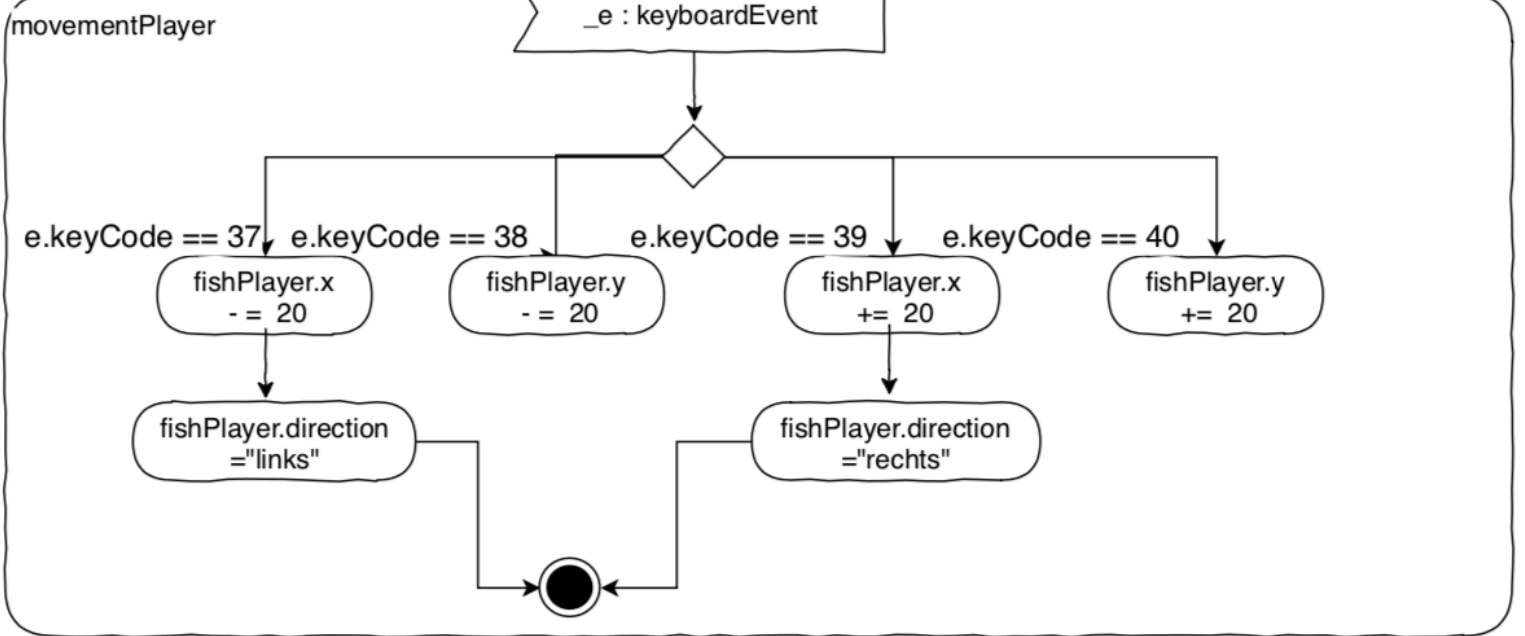 movementPlayer
_e : keyboardEvent
e.keyCode == 37
e.keyCode == 38
e.keyCode == 39
e.keyCode == 40
fishPlayer.x
- = 20
fishPlayer.y
- = 20
fishPlayer.x
+= 20
fishPlayer.y
+= 20
fishPlayer.direction
="links"
fishPlayer.direction
="rechts"